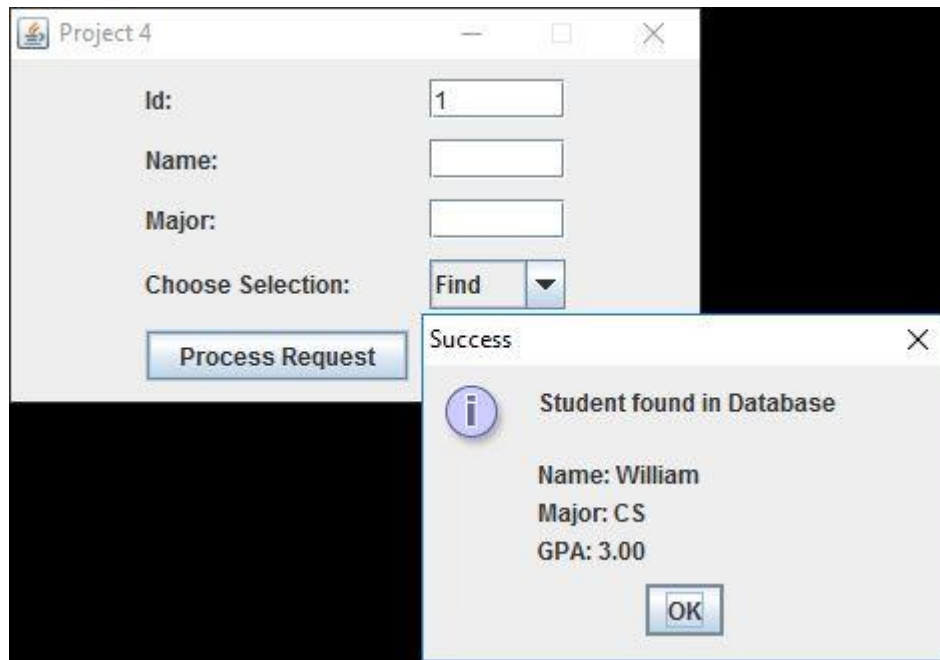 Project 4
Id: 1
Name:
Major:
Choose Selection: Find
Process Request
Success
Student found in Database
Name: William
Major: CS
GPA: 3.00
OK